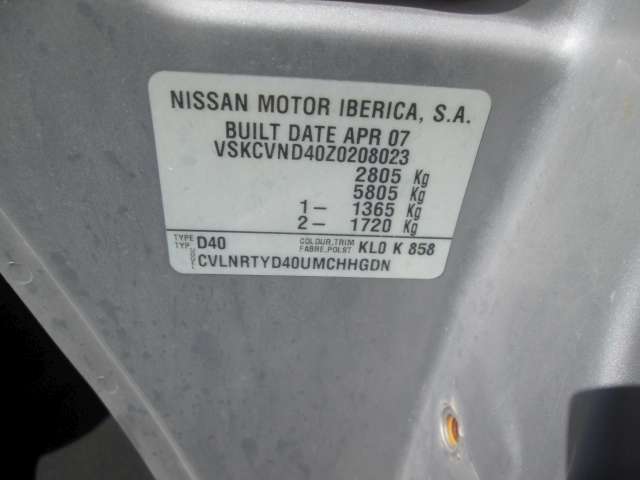 NISSAN MOTOR IBERICA, S.A.
BUILT DATE APR 07
VSKCVND40Z0208023
2805 Kg
5805 Kg
1- 1365 Kg
2- 1720 Kg
TYPE TYP D40 COLOUR,TRIM FABRE,POLST KL0 K 858
CVLNRTYD40UMCHHGDN